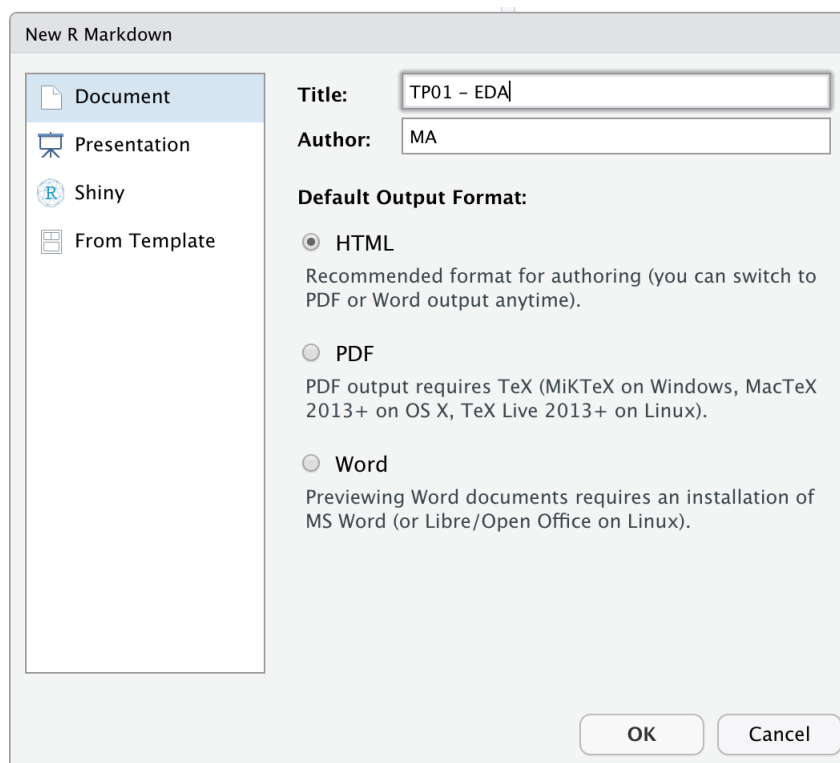 New R Markdown
Document
Presentation
R Shiny
From Template
Title: TP01 – EDA
Author: MA
Default Output Format:
HTML
Recommended format for authoring (you can switch to
PDF or Word output anytime).
PDF
PDF output requires TeX (MiKTeX on Windows, MacTeX
2013+ on OS X, TeX Live 2013+ on Linux).
Word
Previewing Word documents requires an installation of
MS Word (or Libre/Open Office on Linux).
OK
Cancel